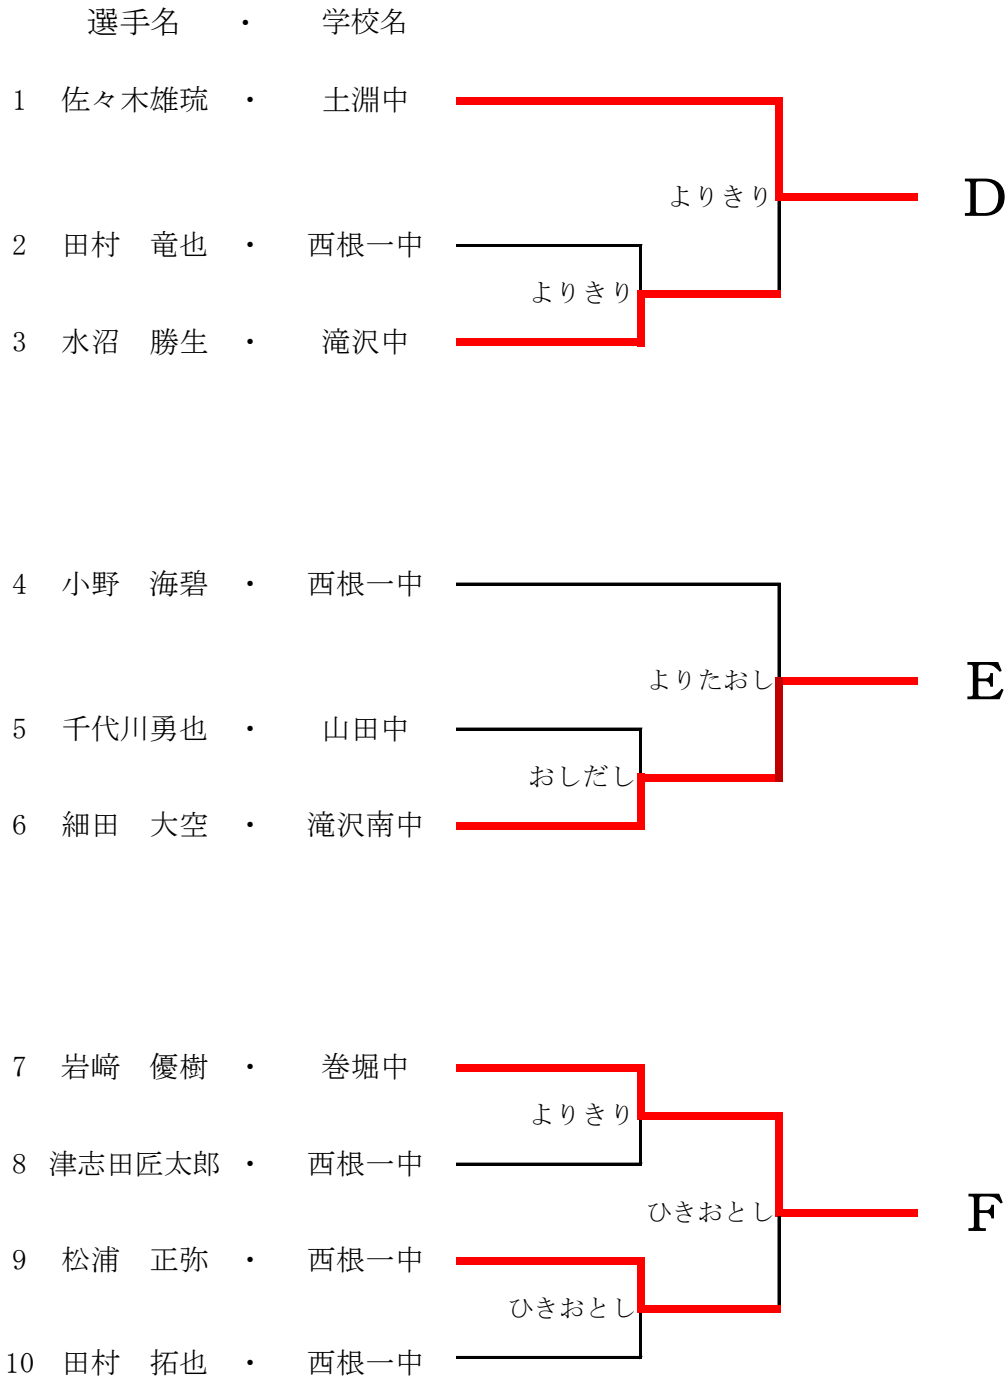 選手名 ・ 学校名
1 佐々木雄琉 ・ 土淵中
よりきり D
2 田村 竜也 ・ 西根一中
よりきり
3 水沼 勝生 ・ 滝沢中
4 小野 海碧 ・ 西根一中
よりたおし E
5 千代川勇也 ・ 山田中
おしだし
6 細田 大空 ・ 滝沢南中
7 岩﨑 優樹 ・ 巻堀中
よりきり
8 津志田匠太郎 ・ 西根一中
ひきおとし F
9 松浦 正弥 ・ 西根一中
ひきおとし
10 田村 拓也 ・ 西根一中